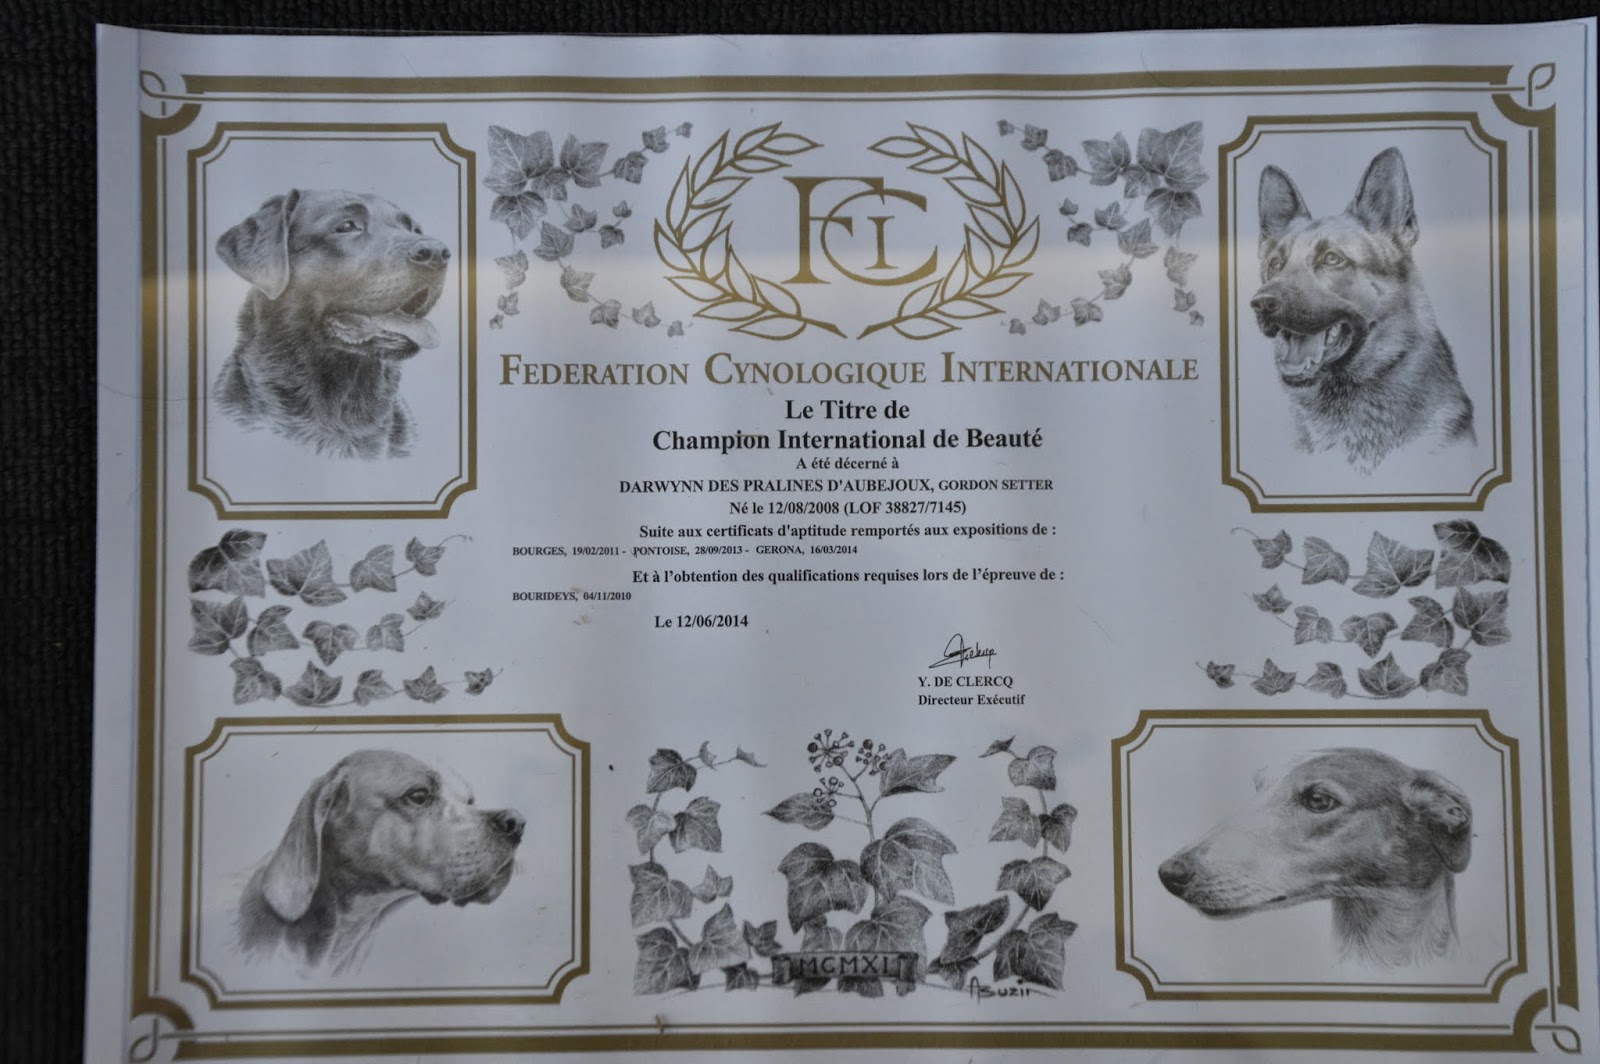 FCI
FEDERATION CYNOLOGIQUE INTERNATIONALE
Le Titre de
Champion International de Beauté
A été décerné à
DARWYNN DES PRALINES D'AUBEJOUX, GORDON SETTER
Né le 12/08/2008 (LOF 38827/7145)
Suite aux certificats d'aptitude remportés aux expositions de :
BOURGES, 19/02/2011 - PONTOISE, 28/09/2013 - GERONA, 16/03/2014
Et à l'obtention des qualifications requises lors de l'épreuve de :
BOURIDEYS, 04/11/2010
Le 12/06/2014
Y. DE CLERCQ
Directeur Exécutif
MCMXI